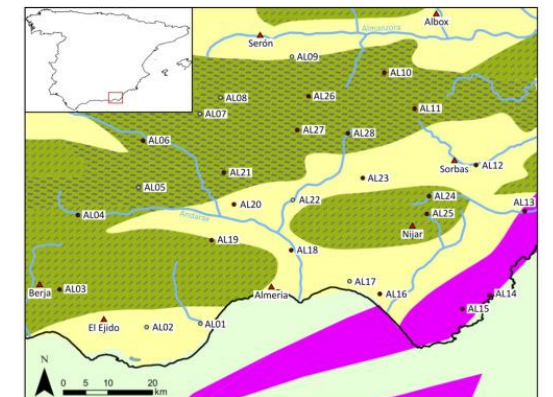 Albox
Almanzora
Serón
AL09
AL10
AL08
AL26
AL11
AL07
AL27
AL28
AL06
Sorbas
AL12
AL21
AL23
AL05
AL24
AL13
AL20
AL22
AL04
Andarax
AL25
Nijar
AL19
AL18
AL17
Berja
AL03
Almeria
AL16
AL14
AL15
El Ejido
AL02
AL01
N
0 5 10 20
km